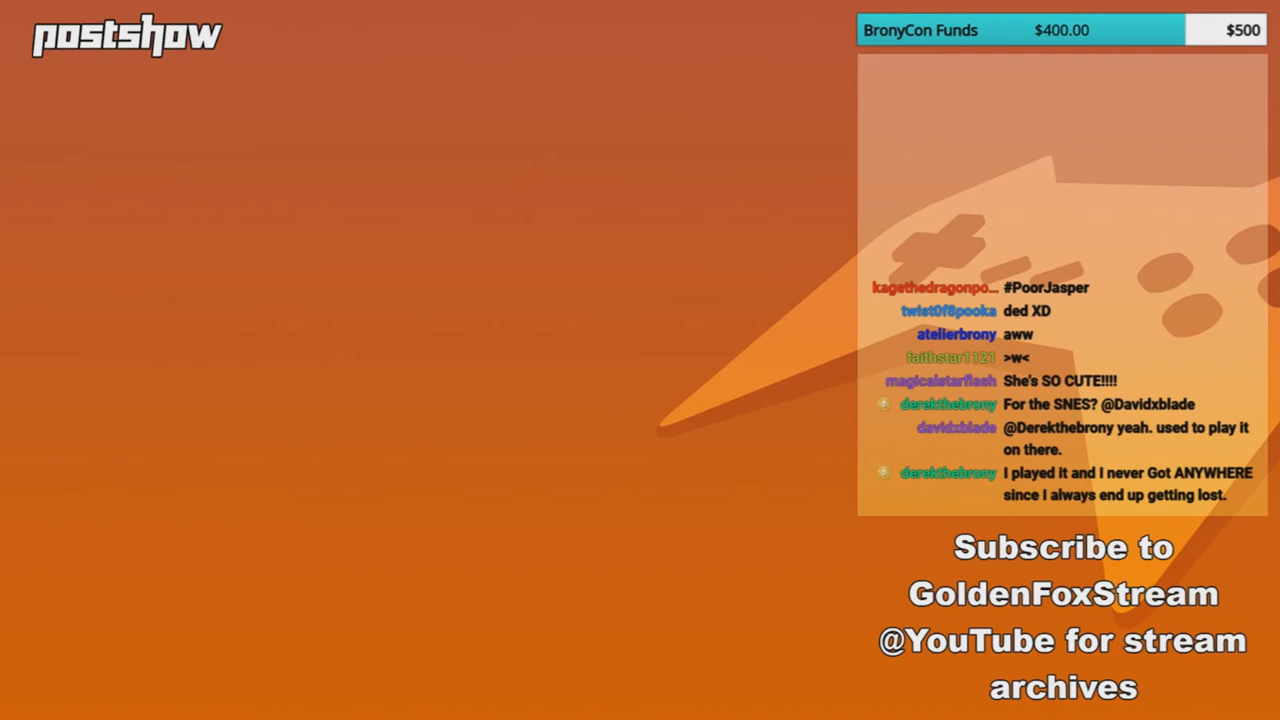 postshow
BronyCon Funds $400.00 $500
kagethedragonpo... #PoorJasper
twist0f8pooka ded XD
atelierbrony aww
faithstar1121 >w<
magicalstarflash She's SO CUTE!!!!
derekthebrony For the SNES? @Davidxblade
davidxblade @Derekthebrony yeah. used to play it
on there.
derekthebrony I played it and I never Got ANYWHERE
since I always end up getting lost.
Subscribe to
GoldenFoxStream
@YouTube for stream
archives